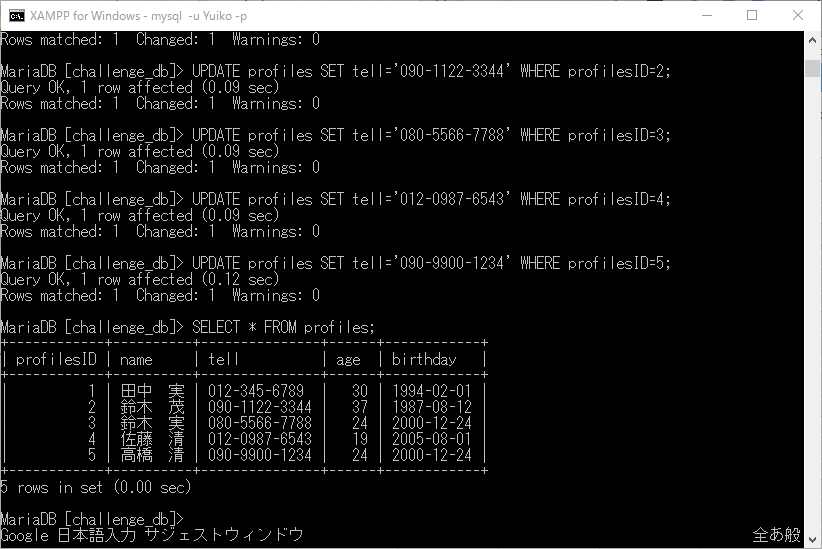 XAMPP for Windows - mysql  -u Yuiko -p
Rows matched: 1  Changed: 1  Warnings: 0
MariaDB [challenge_db]> UPDATE profiles SET tell='090-1122-3344' WHERE profilesID=2;
Query OK, 1 row affected (0.09 sec)
Rows matched: 1  Changed: 1  Warnings: 0
MariaDB [challenge_db]> UPDATE profiles SET tell='080-5566-7788' WHERE profilesID=3;
Query OK, 1 row affected (0.09 sec)
Rows matched: 1  Changed: 1  Warnings: 0
MariaDB [challenge_db]> UPDATE profiles SET tell='012-0987-6543' WHERE profilesID=4;
Query OK, 1 row affected (0.09 sec)
Rows matched: 1  Changed: 1  Warnings: 0
MariaDB [challenge_db]> UPDATE profiles SET tell='090-9900-1234' WHERE profilesID=5;
Query OK, 1 row affected (0.12 sec)
Rows matched: 1  Changed: 1  Warnings: 0
MariaDB [challenge_db]> SELECT * FROM profiles;
+------------+----------+---------------+------+------------+
| profilesID | name     | tell          | age  | birthday   |
+------------+----------+---------------+------+------------+
|          1 | 田中　実 | 012-345-6789  |   30 | 1994-02-01 |
|          2 | 鈴木　茂 | 090-1122-3344 |   37 | 1987-08-12 |
|          3 | 鈴木　実 | 080-5566-7788 |   24 | 2000-12-24 |
|          4 | 佐藤　清 | 012-0987-6543 |   19 | 2005-08-01 |
|          5 | 高橋　清 | 090-9900-1234 |   24 | 2000-12-24 |
+------------+----------+---------------+------+------------+
5 rows in set (0.00 sec)
MariaDB [challenge_db]>
Google 日本語入力 サジェストウィンドウ 全あ般